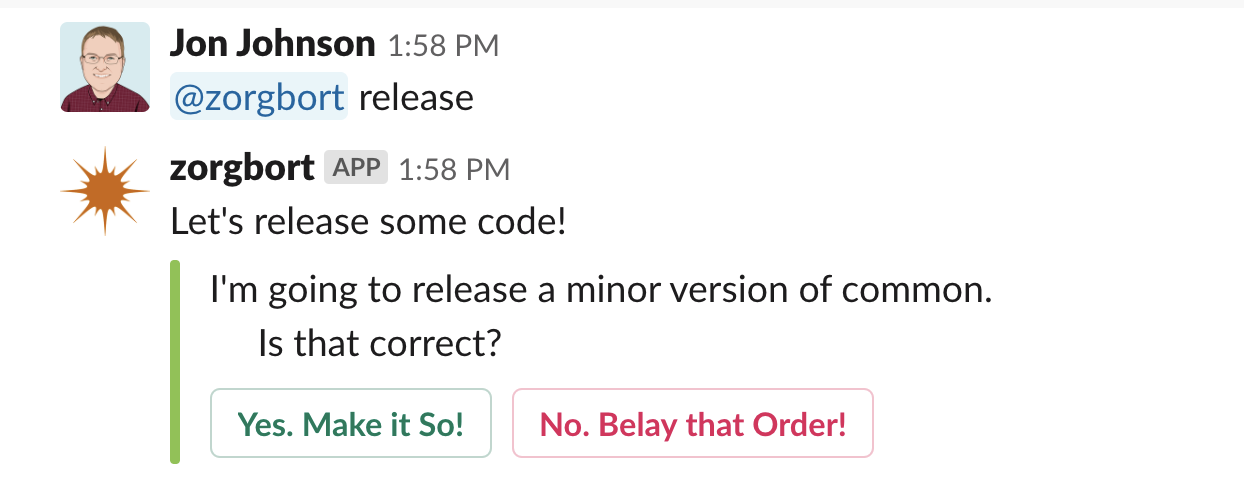 Jon Johnson 1:58 PM
@zorgbort release
zorgbort APP 1:58 PM
Let's release some code!
I'm going to release a minor version of common.
Is that correct?
Yes. Make it So! No. Belay that Order!